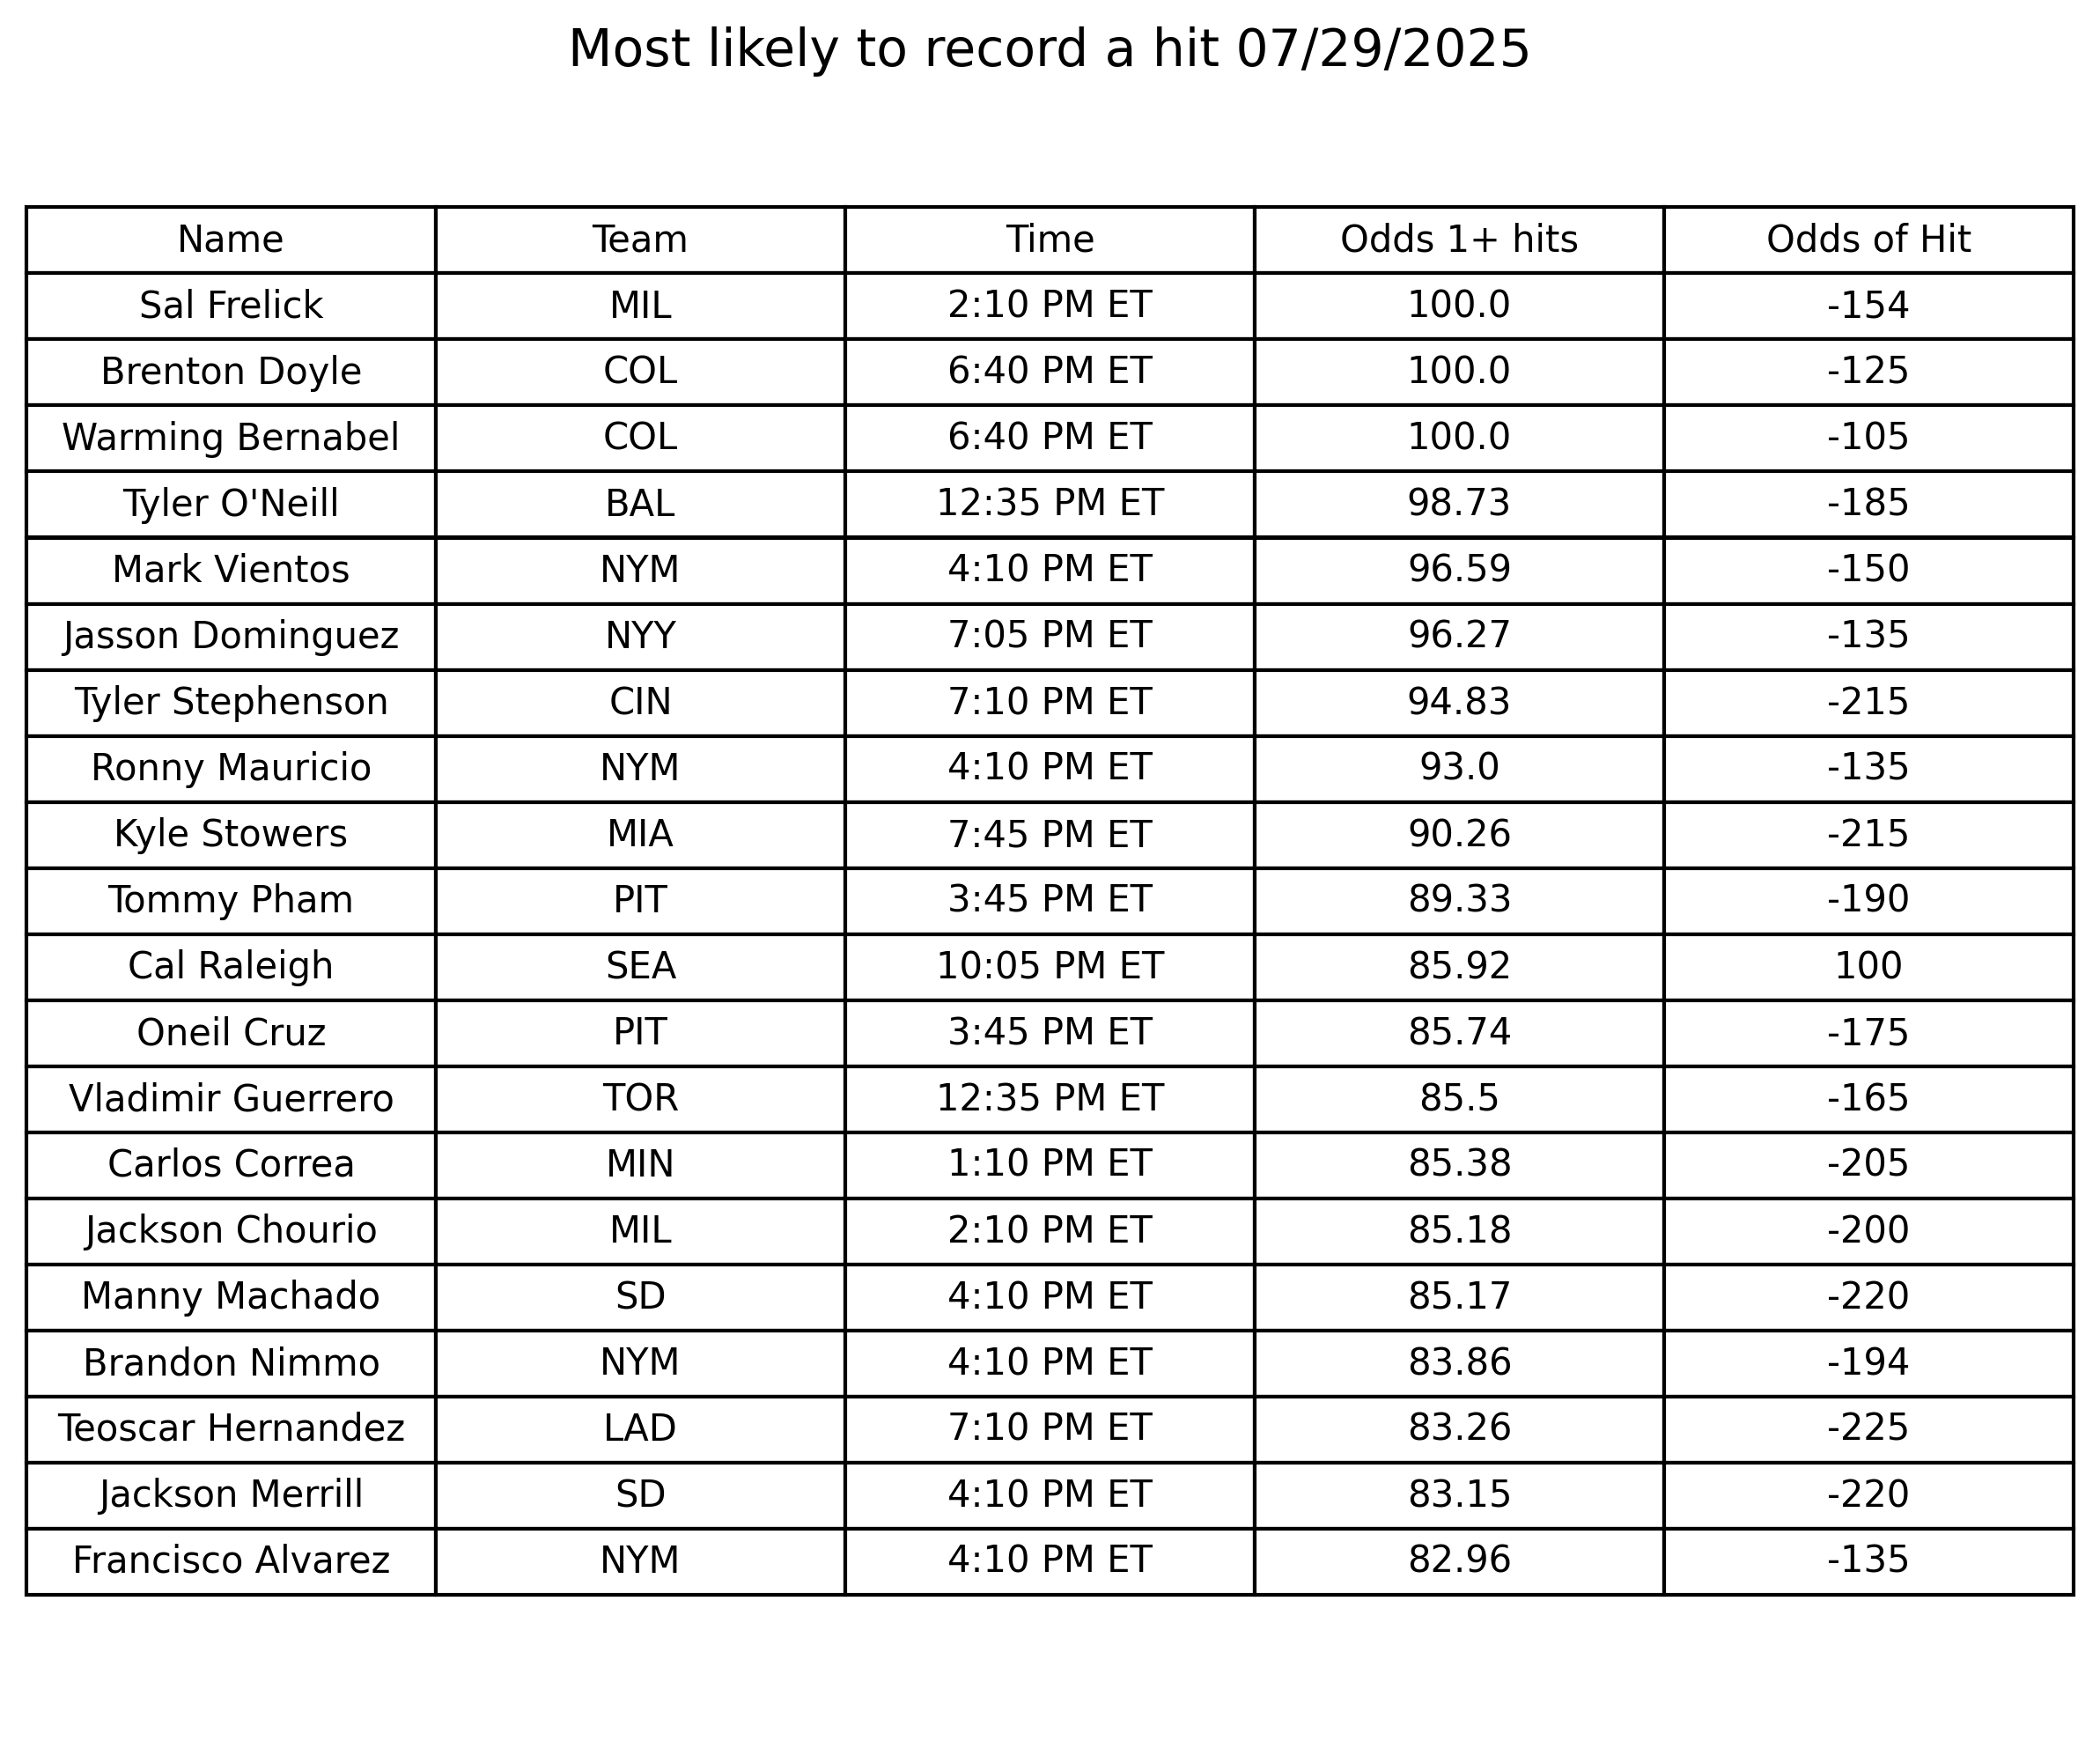 Most likely to record a hit 07/29/2025
Name Team Time Odds 1+ hits Odds of Hit
Sal Frelick MIL 2:10 PM ET 100.0 -154
Brenton Doyle COL 6:40 PM ET 100.0 -125
Warming Bernabel COL 6:40 PM ET 100.0 -105
Tyler O'Neill BAL 12:35 PM ET 98.73 -185
Mark Vientos NYM 4:10 PM ET 96.59 -150
Jasson Dominguez NYY 7:05 PM ET 96.27 -135
Tyler Stephenson CIN 7:10 PM ET 94.83 -215
Ronny Mauricio NYM 4:10 PM ET 93.0 -135
Kyle Stowers MIA 7:45 PM ET 90.26 -215
Tommy Pham PIT 3:45 PM ET 89.33 -190
Cal Raleigh SEA 10:05 PM ET 85.92 100
Oneil Cruz PIT 3:45 PM ET 85.74 -175
Vladimir Guerrero TOR 12:35 PM ET 85.5 -165
Carlos Correa MIN 1:10 PM ET 85.38 -205
Jackson Chourio MIL 2:10 PM ET 85.18 -200
Manny Machado SD 4:10 PM ET 85.17 -220
Brandon Nimmo NYM 4:10 PM ET 83.86 -194
Teoscar Hernandez LAD 7:10 PM ET 83.26 -225
Jackson Merrill SD 4:10 PM ET 83.15 -220
Francisco Alvarez NYM 4:10 PM ET 82.96 -135